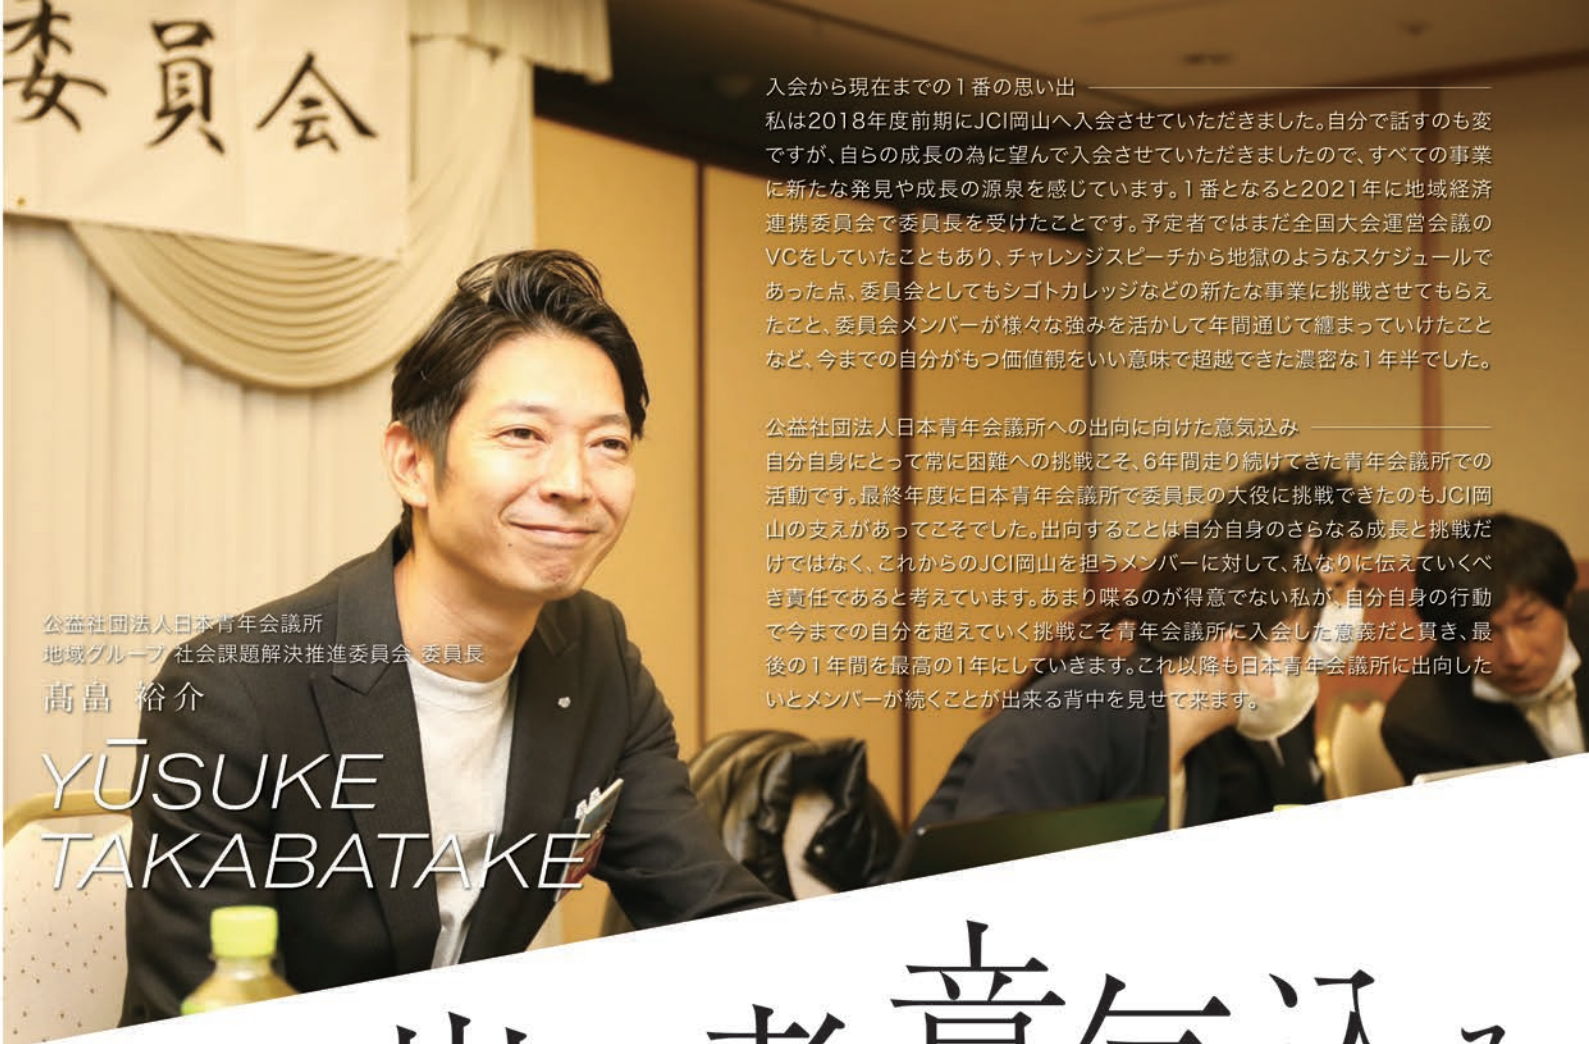 委員会
入会から現在までの1番の思い出
私は2018年度前期にJCI岡山へ入会させていただきました。自分で話すのも変
ですが、自らの成長の為に望んで入会させていただきましたので、すべての事業
に新たな発見や成長の源泉を感じています。1番となると2021年に地域経済
連携委員会で委員長を受けたことです。予定者ではまだ全国大会運営会議の
VCをしていたこともあり、チャレンジスピーチから地獄のようなスケジュールで
あった点、委員会としてもシゴトカレッジなどの新たな事業に挑戦させてもらえ
たこと、委員会メンバーが様々な強みを活かして年間通じて纏まっていけたこと
など、今までの自分がもつ価値観をいい意味で超越できた濃密な1年半でした。
公益社団法人日本青年会議所への出向に向けた意気込み
自分自身にとって常に困難への挑戦こそ、6年間走り続けてきた青年会議所での
活動です。最終年度に日本青年会議所で委員長の大役に挑戦できたのもJCI岡
山の支えがあってこそでした。出向することは自分自身のさらなる成長と挑戦だ
けではなく、これからのJCI岡山を担うメンバーに対して、私なりに伝えていくべ
き責任であると考えています。あまり喋るのが得意でない私が、自分自身の行動
で今までの自分を超えていく挑戦こそ青年会議所に入会した意義だと貫き、最
後の1年間を最高の1年にしていきます。これ以降も日本青年会議所に出向した
いとメンバーが続くことが出来る背中を見せて来ます。
公益社団法人日本青年会議所
地域グループ 社会課題解決推進委員会 委員長
髙畠 裕介
YŪSUKE
TAKABATAKE
意気込み